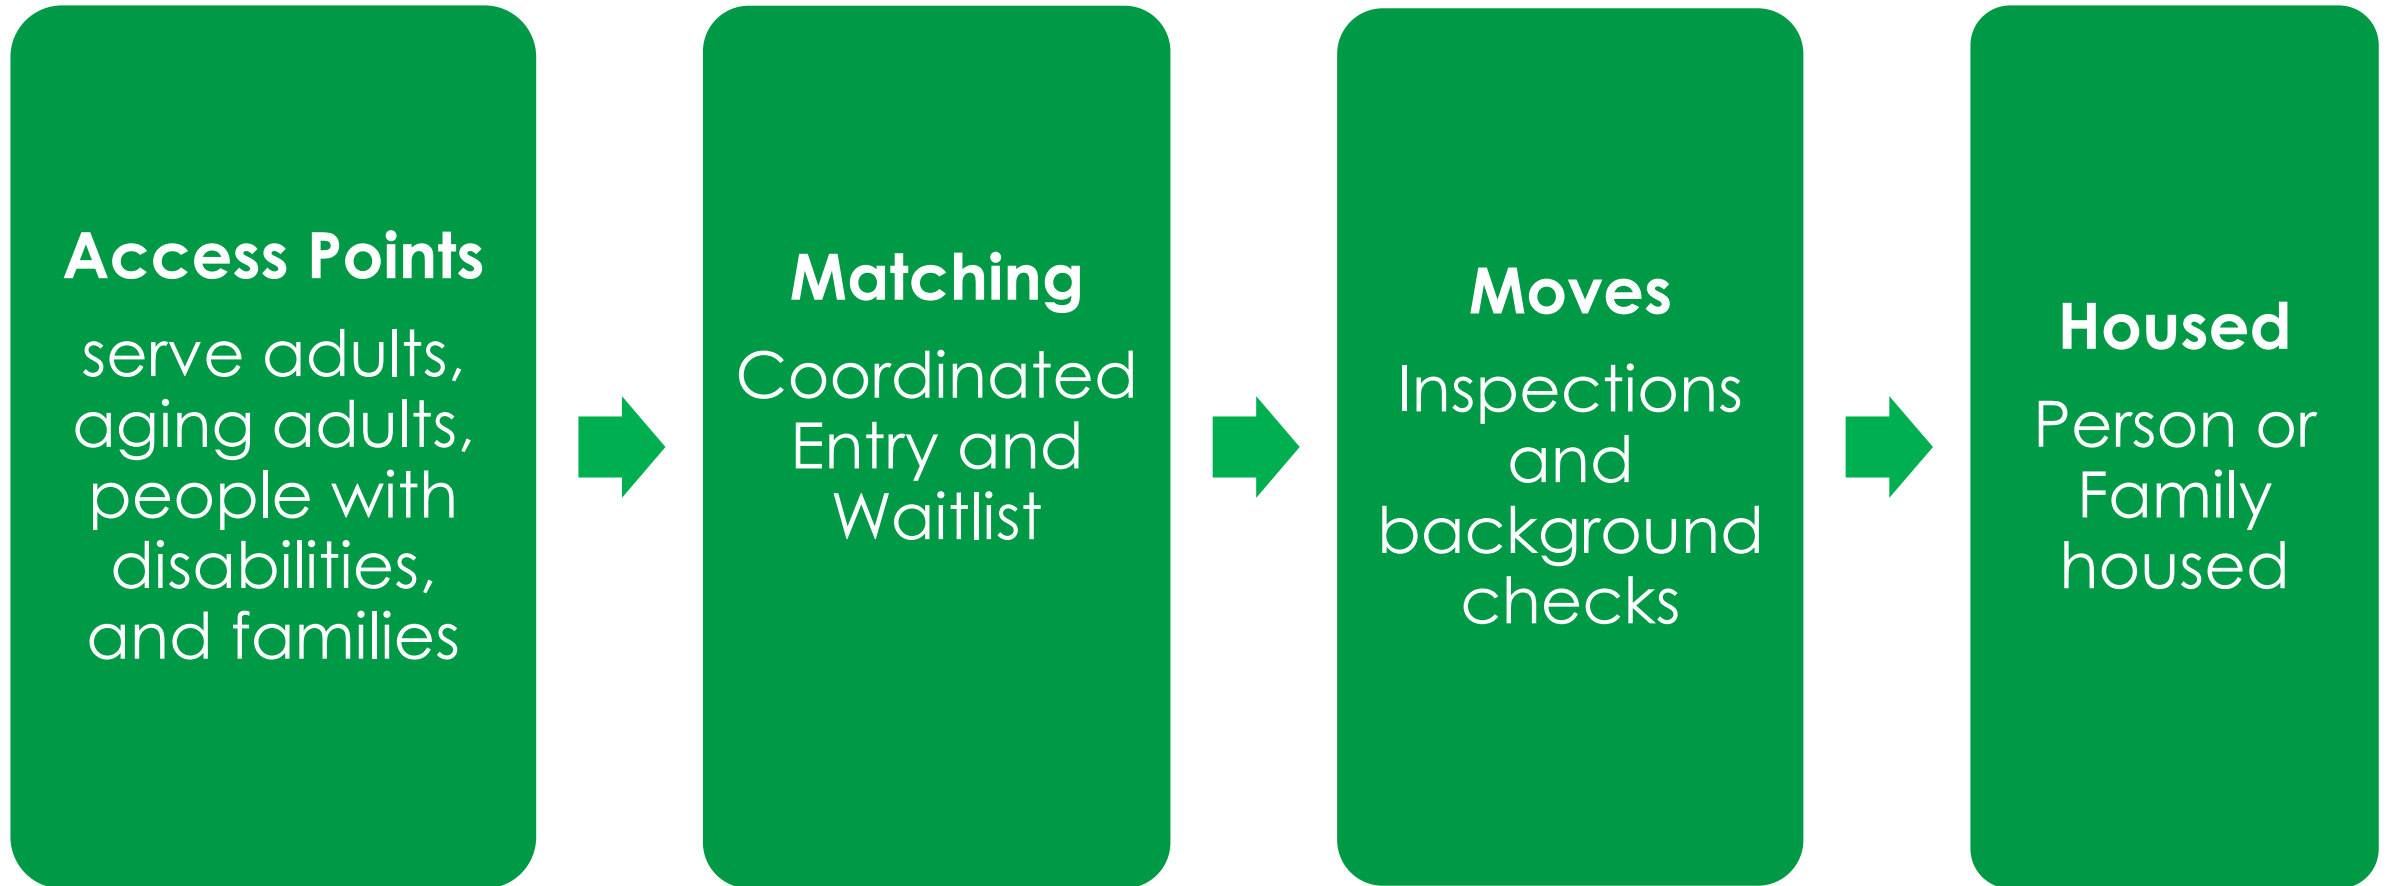 Access Points
serve adults,
aging adults,
people with
disabilities,
and families
Matching
Coordinated
Entry and
Waitlist
Moves
Inspections
and
background
checks
Housed
Person or
Family
housed